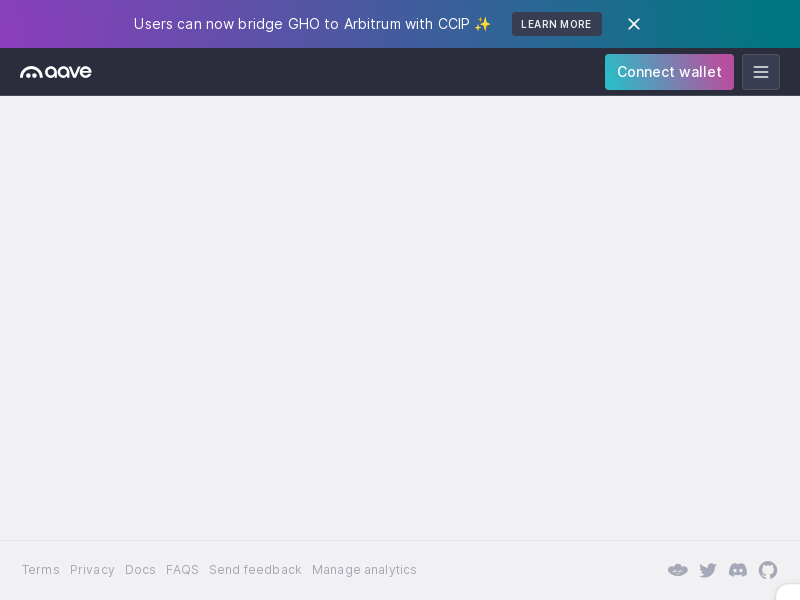 Users can now bridge GHO to Arbitrum with CCIP ✨
LEARN MORE
aave
Connect wallet
Terms Privacy Docs FAQS Send feedback Manage analytics